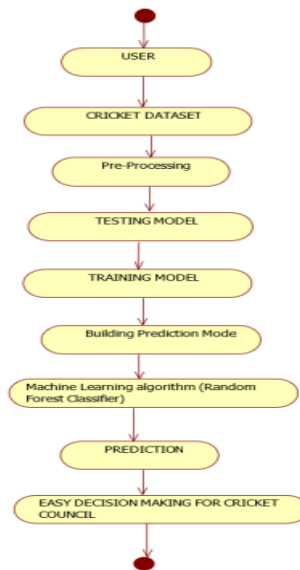 USER
CRICKET DATASET
Pre-Processing
TESTING MODEL
TRAINING MODEL
Building Prediction Mode
Machine Learning algorithm (Random
Forest Classifier)
PREDICTION
EASY DECISION MAKING FOR CRICKET
COUNCIL